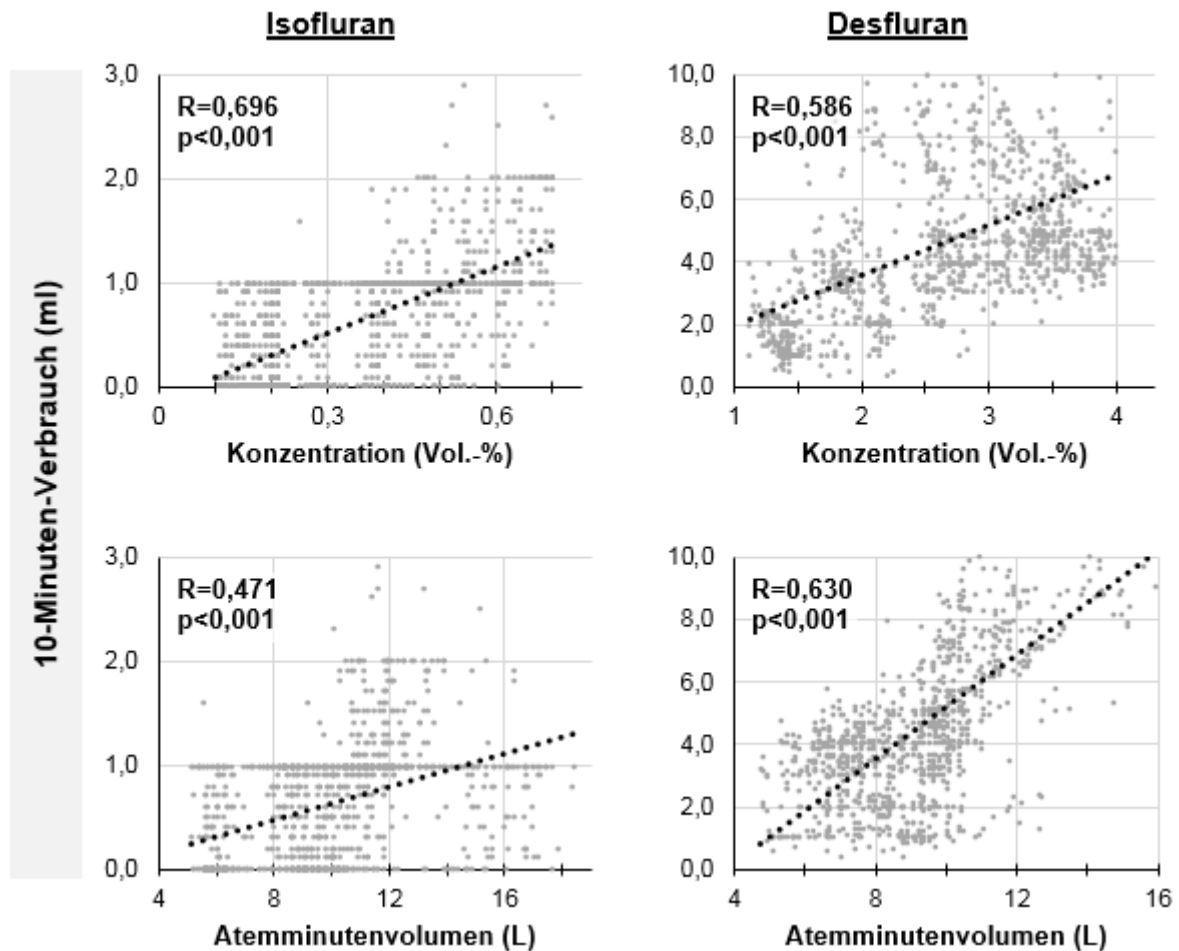 Isofluran
Desfluran
10-Minuten-Verbrauch (ml)
3,0
2,0
1,0
0,0
R=0,696
p<0,001
0
0,3
0,6
Konzentration (Vol.-%)
10,0
8,0
6,0
4,0
2,0
0,0
R=0,586
p<0,001
1
2
3
4
Konzentration (Vol.-%)
3,0
2,0
1,0
0,0
R=0,471
p<0,001
4
8
12
16
Atemminutenvolumen (L)
10,0
8,0
6,0
4,0
2,0
0,0
R=0,630
p<0,001
4
8
12
16
Atemminutenvolumen (L)